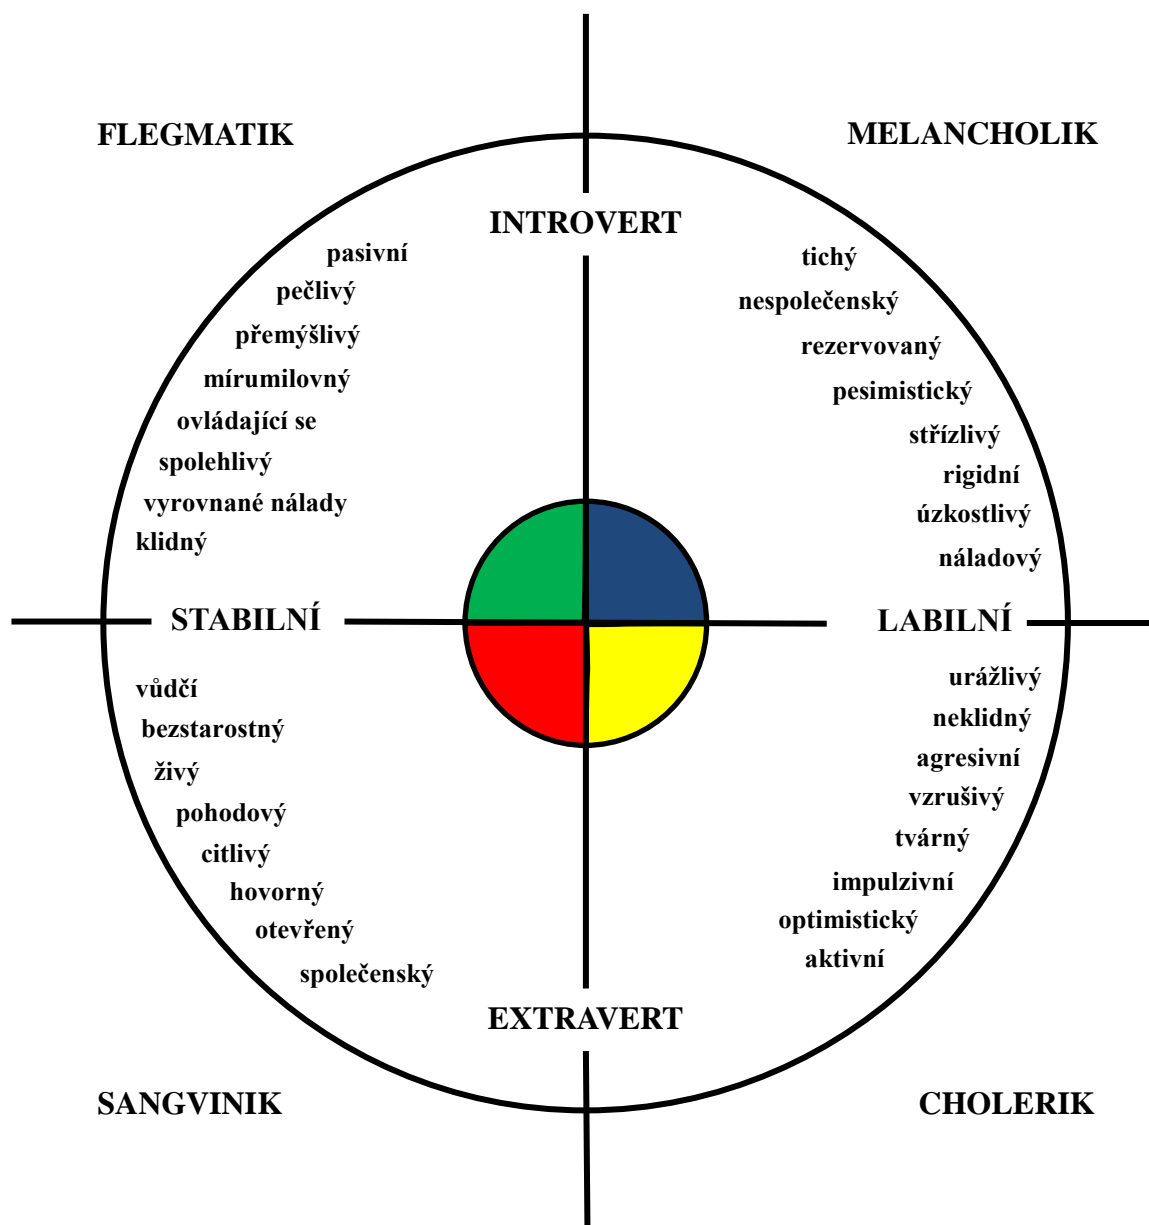 FLEGMATIK
MELANCHOLIK
INTROVERT
pasivní
pečlivý
přemýšlivý
mírumilovný
ovládající se
spolehlivý
vyrovnané nálady
klidný
tichý
nespolečenský
rezervovaný
pesimistický
střízlivý
rigidní
úzkostlivý
náladový
STABILNÍ
LABILNÍ
vůdčí
bezstarostný
živý
pohodový
citlivý
hovorný
otevřený
společenský
urážlivý
neklidný
agresivní
vzrušivý
tvárný
impulzivní
optimistický
aktivní
EXTRAVERT
SANGVINIK
CHOLERIK